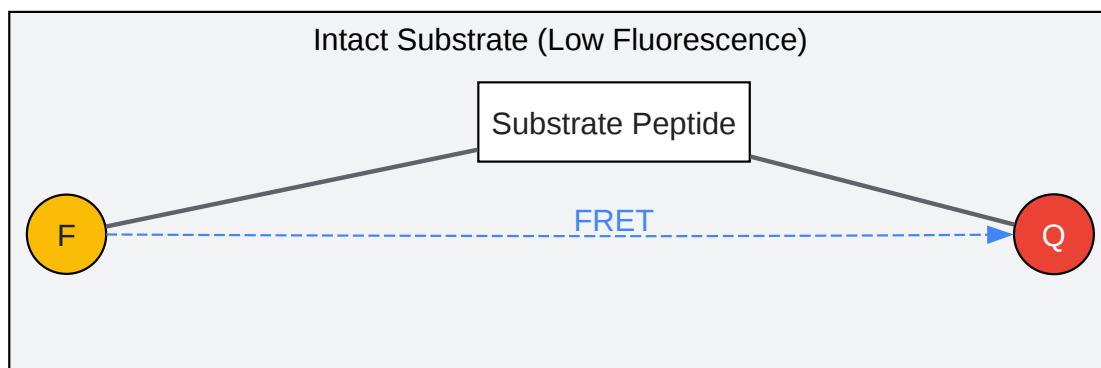 Intact Substrate (Low Fluorescence)
Substrate Peptide
FRET
F
Q